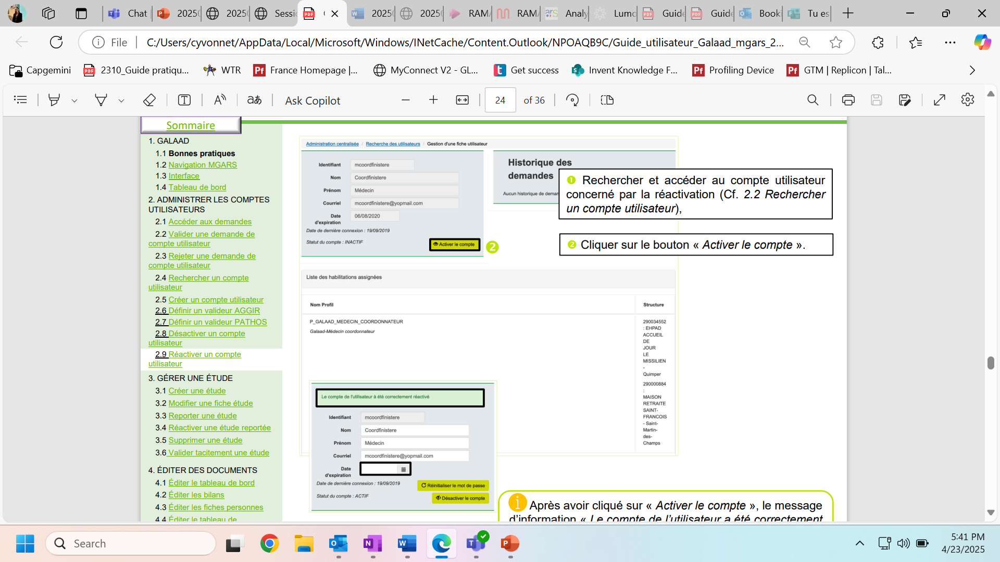 Chat
2025
2025
Sessi
2025
2025
RAM
RAM
Analy
Lumo
Guide
Guide
Booki
Tu es
File
C:/Users/cyvonnet/AppData/Local/Microsoft/Windows/INetCache/Content.Outlook/NPOAQB9C/Guide_utilisateur_Galaad_mgars_2...
Capgemini
2310_Guide pratiqu...
WTR
France Homepage |...
MyConnect V2 - GL...
Get success
Invent Knowledge F...
Profiling Device
GTM | Replicon | Tal...
Ask Copilot
24 of 36
Sommaire
1. GALAAD
1.1 Bonnes pratiques
1.2 Navigation MGARS
1.3 Interface
1.4 Tableau de bord
2. ADMINISTRER LES COMPTES
UTILISATEURS
2.1 Accéder aux demandes
2.2 Valider une demande de
compte utilisateur
2.3 Rejeter une demande de
compte utilisateur
2.4 Rechercher un compte
utilisateur
2.5 Créer un compte utilisateur
2.6 Définir un valideur AGGIR
2.7 Définir un valideur PATHOS
2.8 Désactiver un compte
utilisateur
2.9 Réactiver un compte
utilisateur
3. GÉRER UNE ÉTUDE
3.1 Créer une étude
3.2 Modifier une fiche étude
3.3 Reporter une étude
3.4 Réactiver une étude reportée
3.5 Supprimer une étude
3.6 Valider tacitement une étude
4. ÉDITER DES DOCUMENTS
4.1 Éditer le tableau de bord
4.2 Éditer les bilans
4.3 Éditer les fiches personnes
4.4 Éditer le tableau de
Administration centralisée / Recherche des utilisateurs / Gestion d'une fiche utilisateur
Identifiant mcoordfinistere
Nom Coordfinistere
Prénom Médecin
Courriel mcoordfinistere@yopmail.com
Date
d'expiration
06/08/2020
Date de dernière connexion : 19/09/2019
Statut du compte : INACTIF
Activer le compte
2
Historique des
demandes
Aucun historique de deman
1 Rechercher et accéder au compte utilisateur
concerné par la réactivation (Cf. 2.2 Rechercher
un compte utilisateur),
2 Cliquer sur le bouton « Activer le compte ».
Liste des habilitations assignées
Nom Profil
Structure
P_GALAAD_MEDECIN_COORDONNATEUR
Galaad-Médecin coordonnateur
290034552
: EHPAD
ACCUEIL
DE
JOUR
LE
MISSILIEN
-
Quimper
290000884
:
MAISON
RETRAITE
SAINT-
FRANCOIS
- Saint-
Martin-
des-
Champs
Le compte de l'utilisateur à été correctement réactivé
Identifiant mcoordfinistere
Nom Coordfinistere
Prénom Médecin
Courriel mcoordfinistere@yopmail.com
Date
d'expiration
Date de dernière connexion : 19/09/2019
Réinitialiser le mot de passe
Statut du compte : ACTIF
Désactiver le compte
i Après avoir cliqué sur « Activer le compte », le message
d'information « Le compte de l'utilisateur a été correctement
Search
5:41 PM
4/23/2025